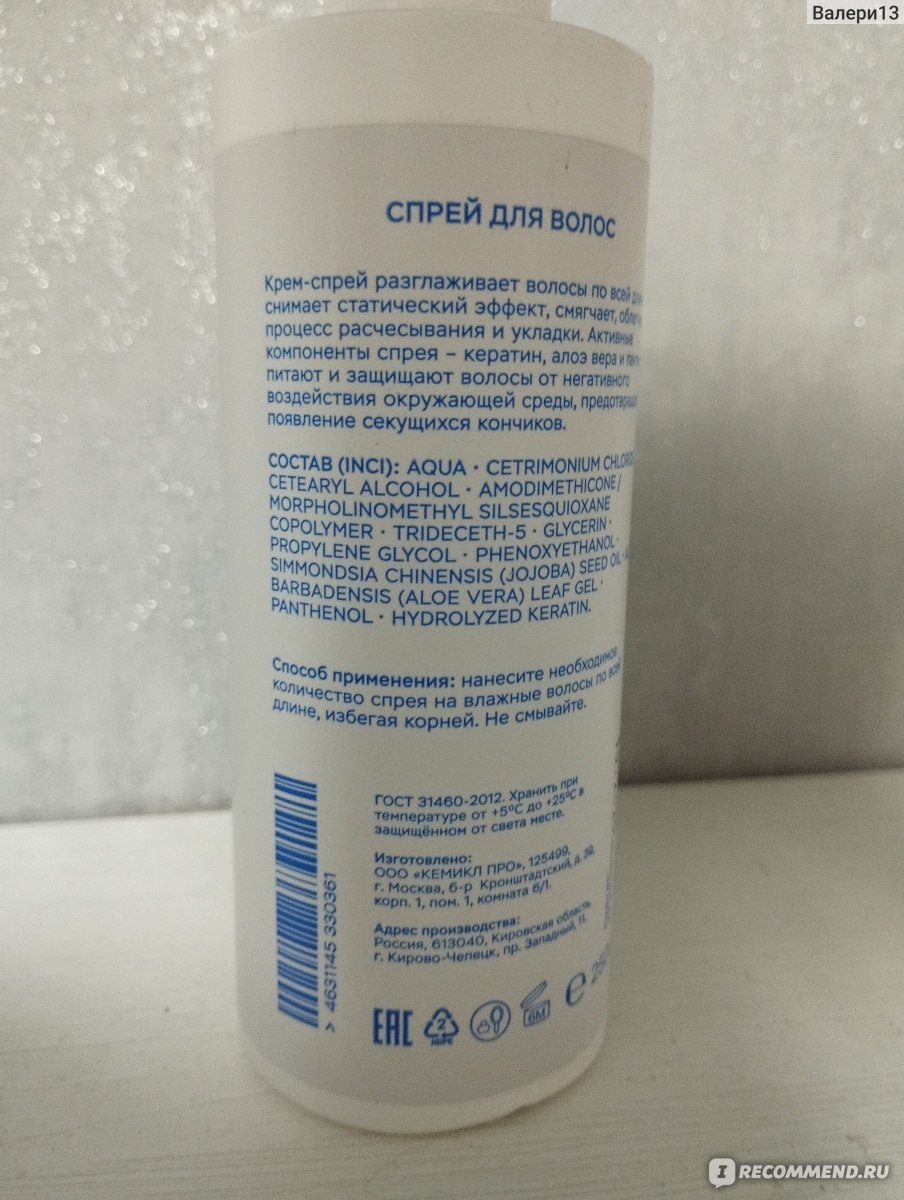 Валери13
СПРЕЙ ДЛЯ ВОЛОС
Крем-спрей разглаживает волосы по всей
снимает статический эффект, смягчает,
процесс расчесывания и укладки. Активные
компоненты спрея – кератин, алоэ вера и
питают и защищают волосы от негативного
воздействия окружающей среды,
появление секущихся кончиков.
СОСТАВ (INCI): AQUA · CETRIMONIUM
CETEARYL ALCOHOL · AMODIMETHICONE/
MORPHOLINOMETHYL SILSESQUIOXANE
COPOLYMER · TRIDECETH-5 · GLYCERIN ·
PROPYLENE GLYCOL · PHENOXYETHANOL ·
SIMMONDSIA CHINENSIS (JOJOBA) SEED OIL ·
BARBADENSIS (ALOE VERA) LEAF GEL ·
PANTHENOL · HYDROLYZED KERATIN.
Способ применения: нанесите необходимое
количество спрея на влажные волосы по всей
длине, избегая корней. Не смывайте.
ГОСТ 31460-2012. Хранить при
температуре от +5°С до +25°С в
защищённом от света месте.
Изготовлено:
ООО «КЕМИКЛ ПРО», 125499,
г. Москва, б-р Кронштадтский, д. 39,
корп. 1, пом. 1, комната 6/1.
Адрес производства:
Россия, 613040, Кировская область,
г. Кирово-Чепецк, пр. Западный, 11.
> 4631145 330361
EAC 2 HDPE 6М e
IRECOMMEND.RU